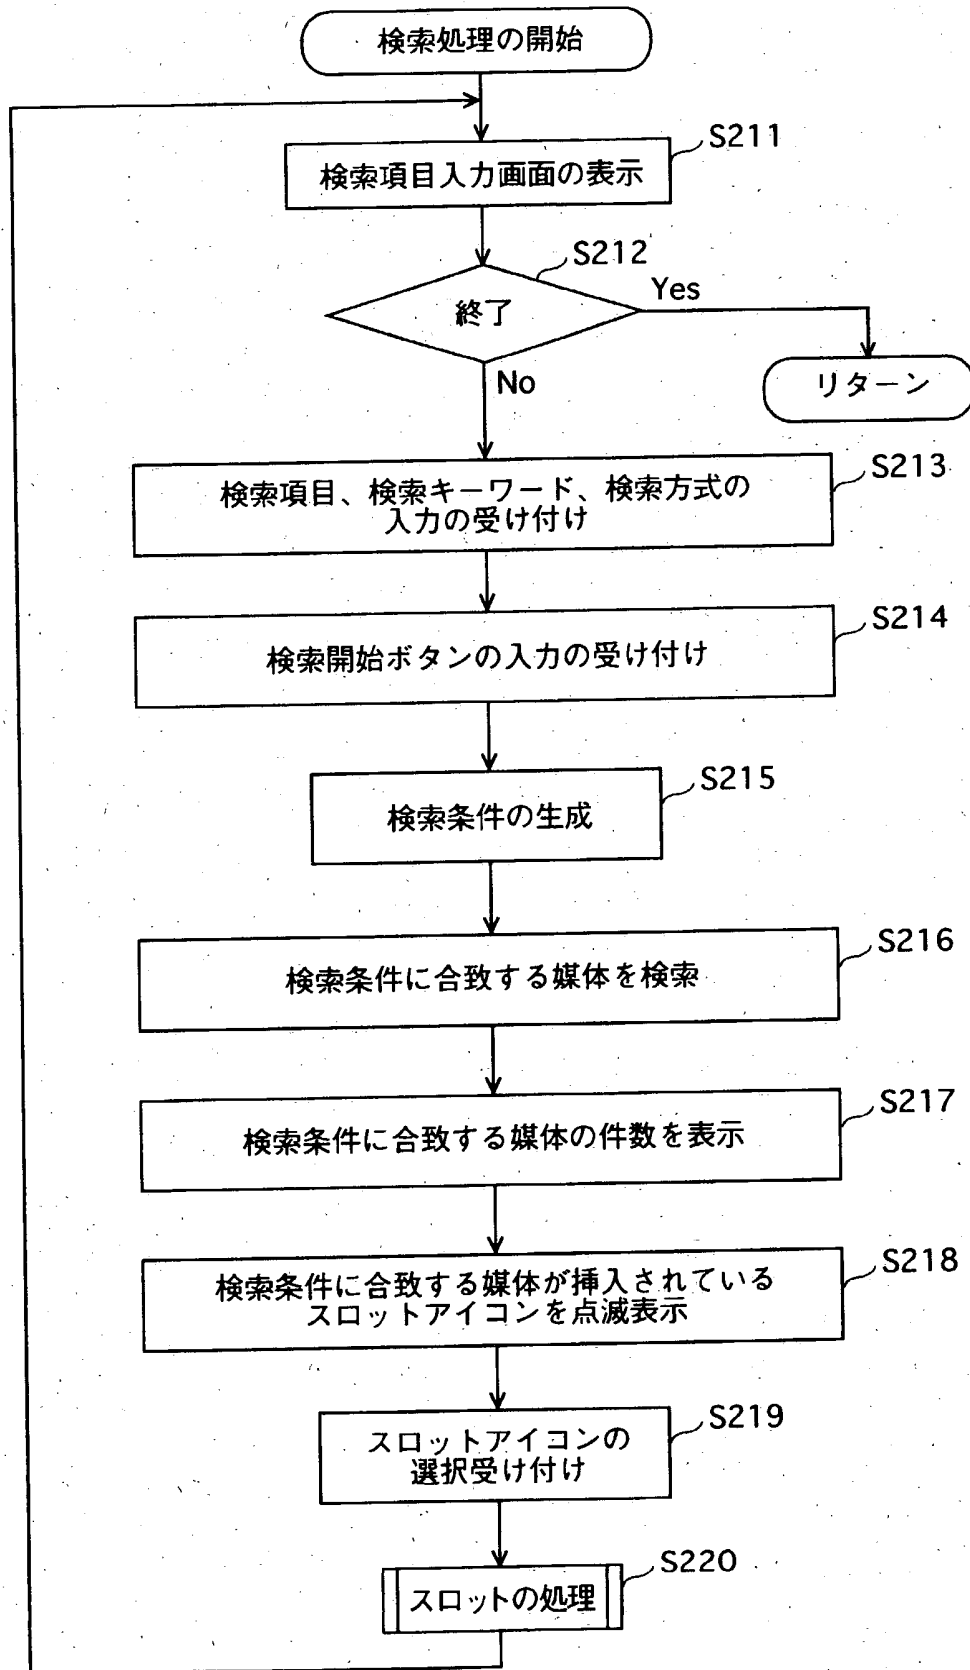 検索処理の開始
S211
検索項目入力画面の表示
S212
終了
Yes
リターン
No
S213
検索項目、検索キーワード、検索方式の
入力の受け付け
S214
検索開始ボタンの入力の受け付け
S215
検索条件の生成
S216
検索条件に合致する媒体を検索
S217
検索条件に合致する媒体の件数を表示
S218
検索条件に合致する媒体が挿入されている
スロットアイコンを点滅表示
S219
スロットアイコンの
選択受け付け
S220
スロットの処理